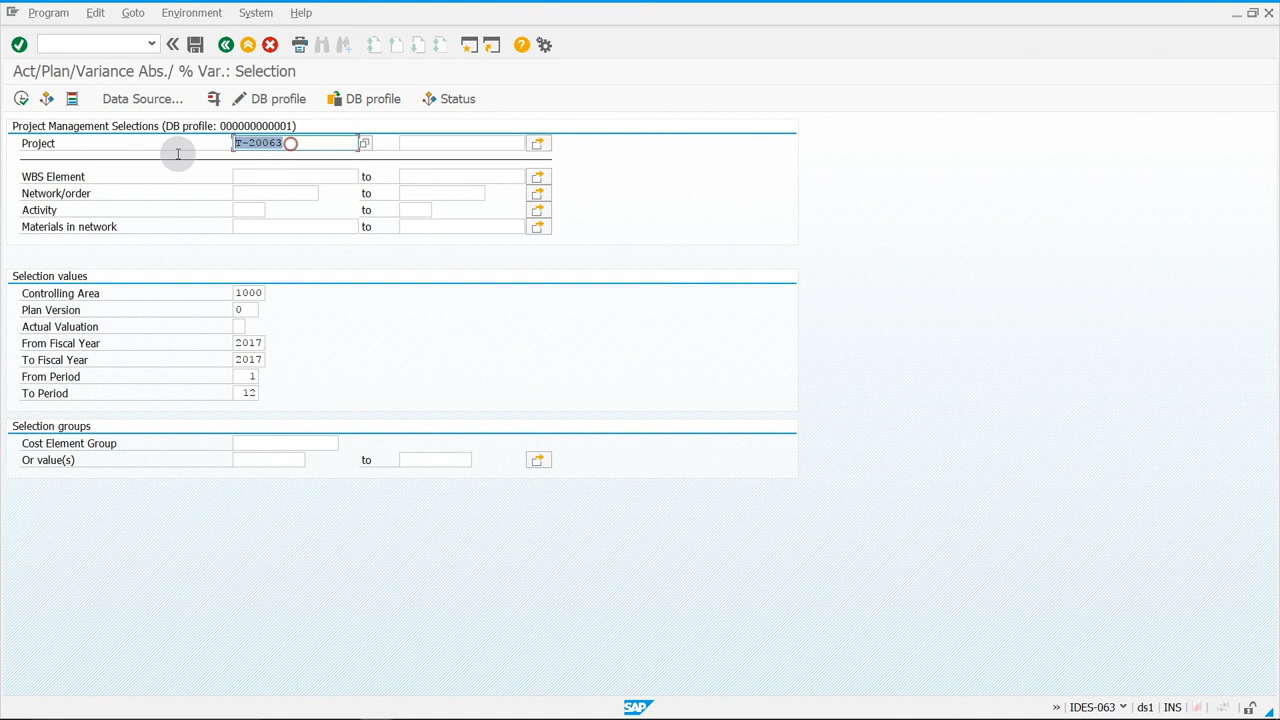 Program Edit Goto Environment System Help
Act/Plan/Variance Abs./ % Var.: Selection
Data Source... DB profile DB profile Status
Project Management Selections (DB profile: 000000000001)
Project T-20063
WBS Element to
Network/order to
Activity to
Materials in network to
Selection values
Controlling Area 1000
Plan Version 0
Actual Valuation
From Fiscal Year 2017
To Fiscal Year 2017
From Period 1
To Period 12
Selection groups
Cost Element Group
Or value(s) to
SAP » IDES-063 ds1 INS